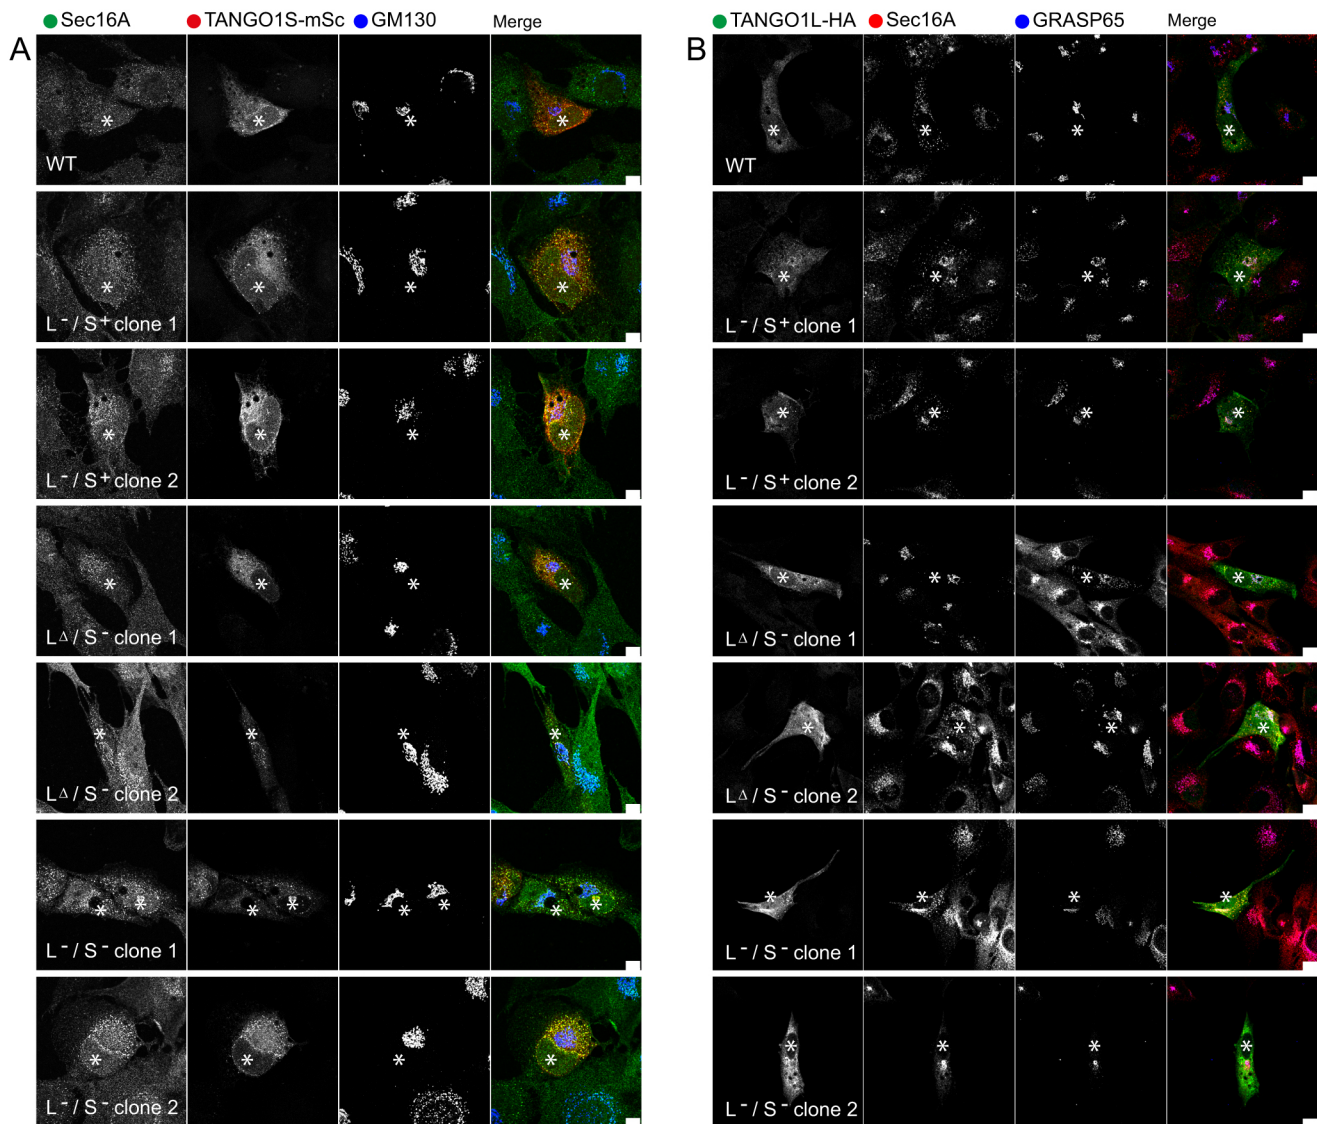 A
Sec16A TANGO1S-mSc GM130 Merge
WT
L⁻/S⁺ clone 1
L⁻/S⁺ clone 2
LΔ/S⁻ clone 1
LΔ/S⁻ clone 2
L⁻/S⁻ clone 1
L⁻/S⁻ clone 2
B
TANGO1L-HA Sec16A GRASP65 Merge
WT
L⁻/S⁺ clone 1
L⁻/S⁺ clone 2
LΔ/S⁻ clone 1
LΔ/S⁻ clone 2
L⁻/S⁻ clone 1
L⁻/S⁻ clone 2